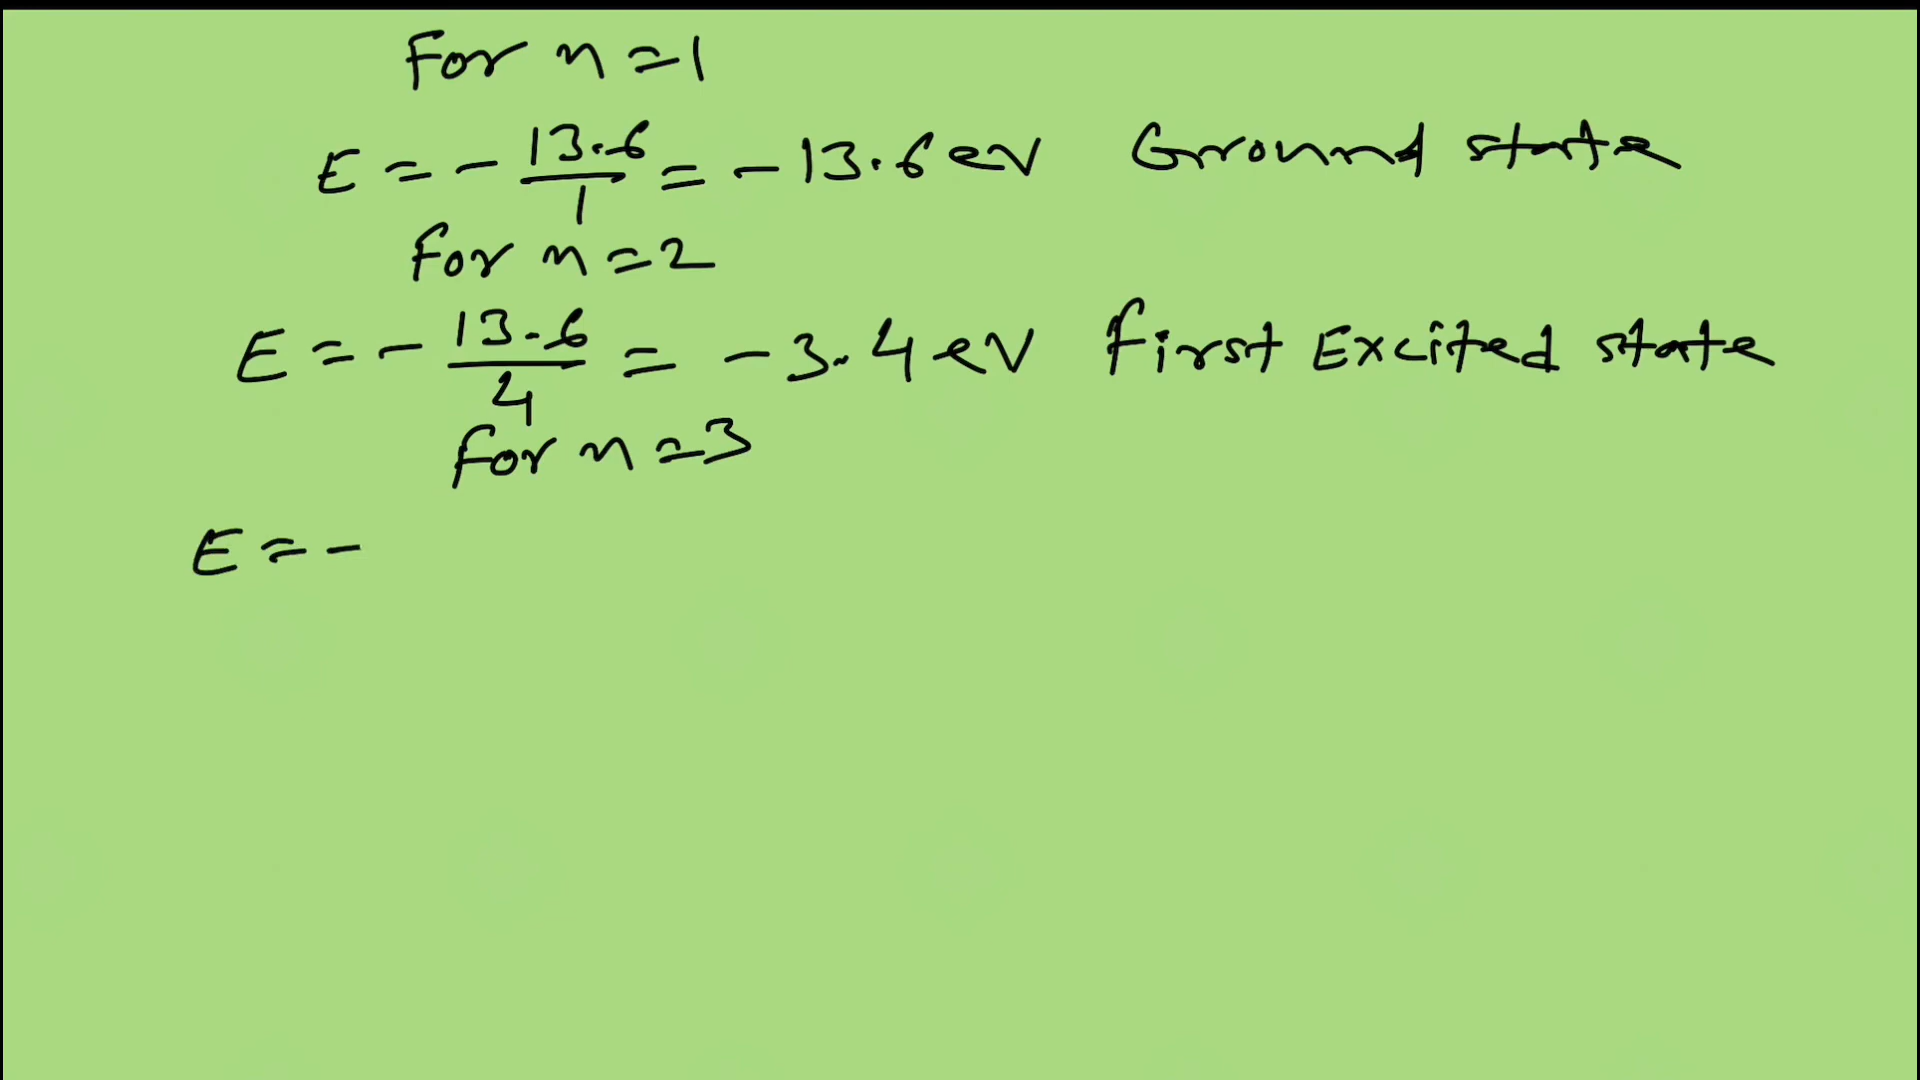 For n=1
E = - 13.6/1 = - 13.6 eV Ground state
For n=2
E = - 13.6/4 = - 3.4 eV First Excited state
For n=3
E = -